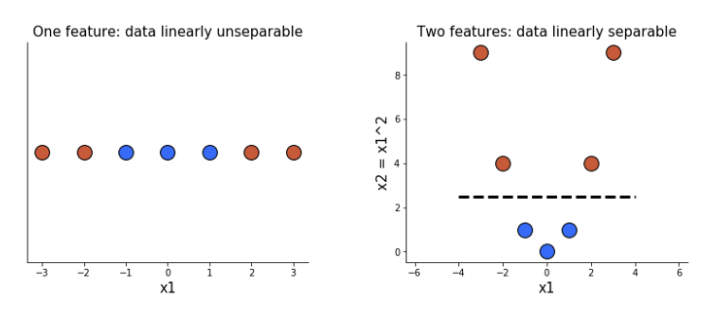 One feature: data linearly unseparable
−3 −2 −1 0 1 2 3
x1
Two features: data linearly separable
x2 = x1^2
8
6
4
2
0
−6 −4 −2 0 2 4 6
x1